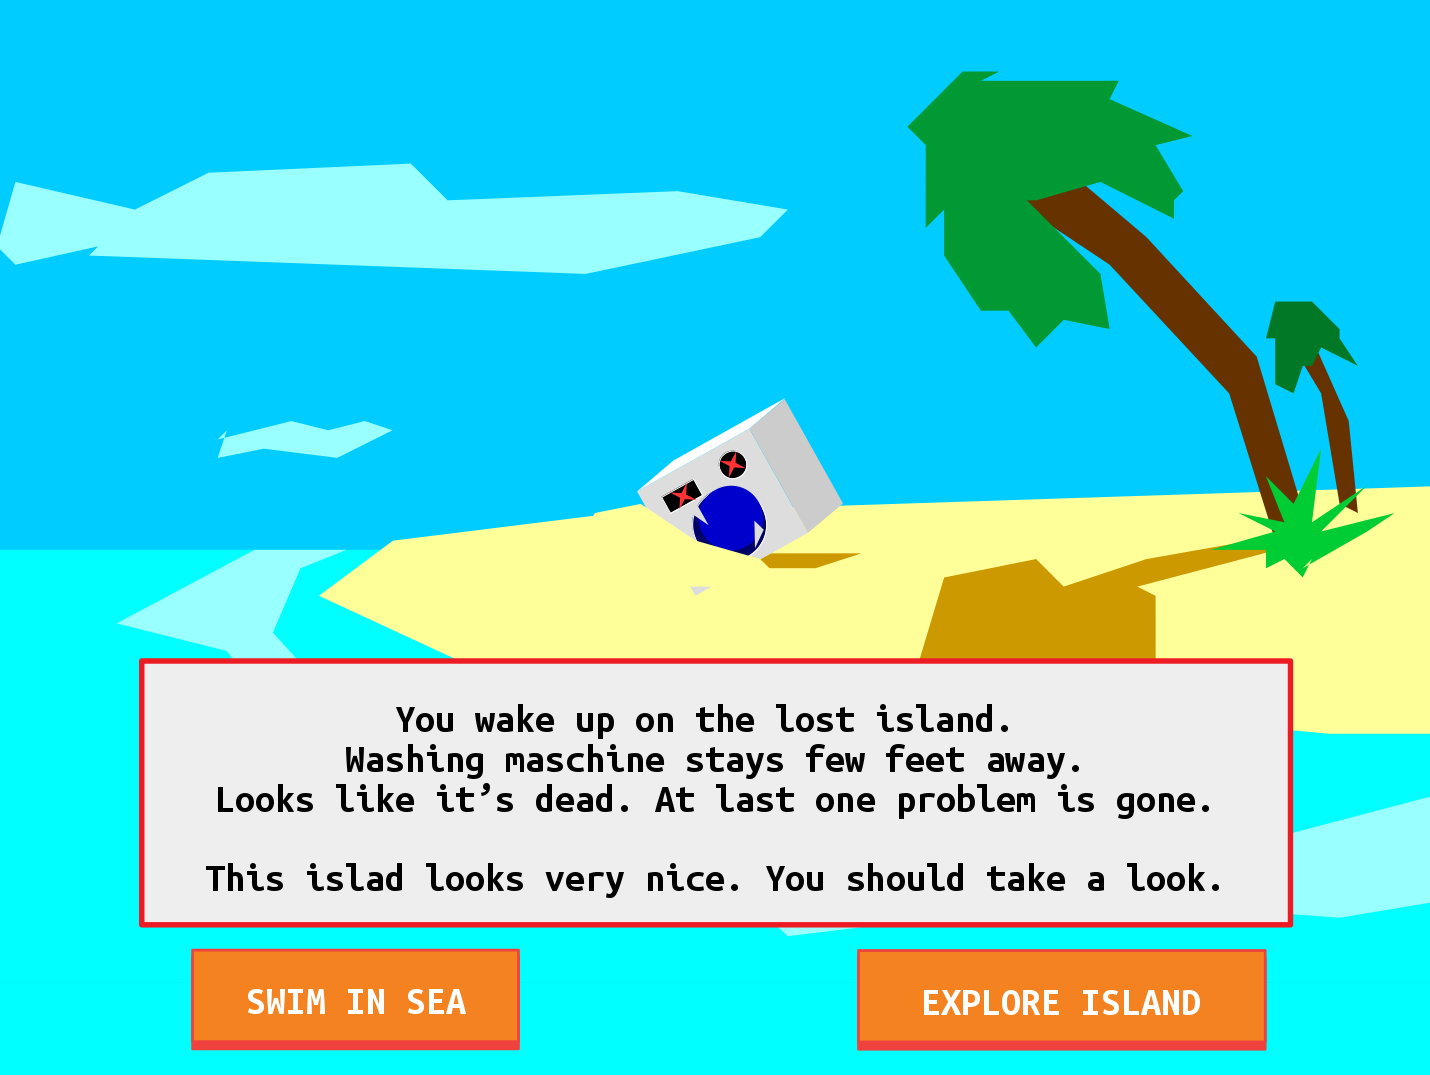 You wake up on the lost island.
Washing maschine stays few feet away.
Looks like it’s dead. At last one problem is gone.
This islad looks very nice. You should take a look.
SWIM IN SEA
EXPLORE ISLAND